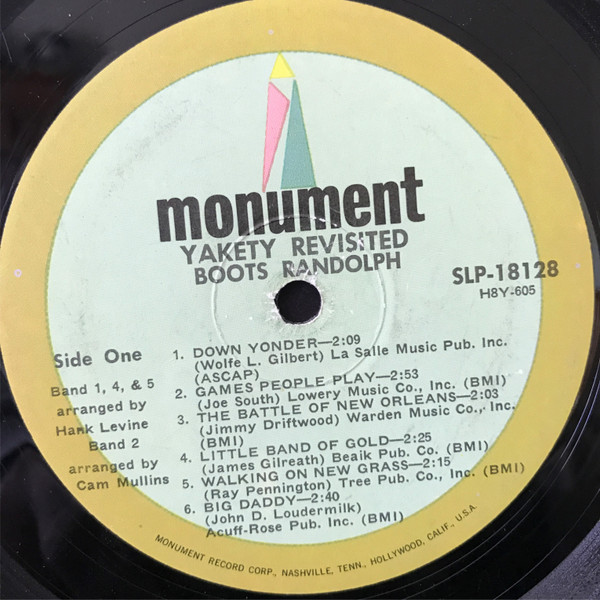 monument
YAKETY REVISITED
BOOTS RANDOLPH
SLP-18128
H8Y-605
Side One
Band 1, 4, & 5
arranged by
Hank Levine
Band 2
arranged by
Cam Mullins
1. DOWN YONDER—2:09
(Wolfe L. Gilbert) La Salle Music Pub. Inc.
(ASCAP)
2. GAMES PEOPLE PLAY—2:53
(Joe South) Lowery Music Co., Inc. (BMI)
3. THE BATTLE OF NEW ORLEANS—2:03
(Jimmy Driftwood) Warden Music Co., Inc.
(BMI)
4. LITTLE BAND OF GOLD—2:25
(James Gilreath) Beaik Pub. Co. (BMI)
5. WALKING ON NEW GRASS—2:15
(Ray Pennington) Tree Pub. Co., Inc. (BMI)
6. BIG DADDY—2:40
(John D. Loudermilk)
Acuff-Rose Pub. Inc. (BMI)
MONUMENT RECORD CORP., NASHVILLE, TENN., HOLLYWOOD, CALIF., U.S.A.